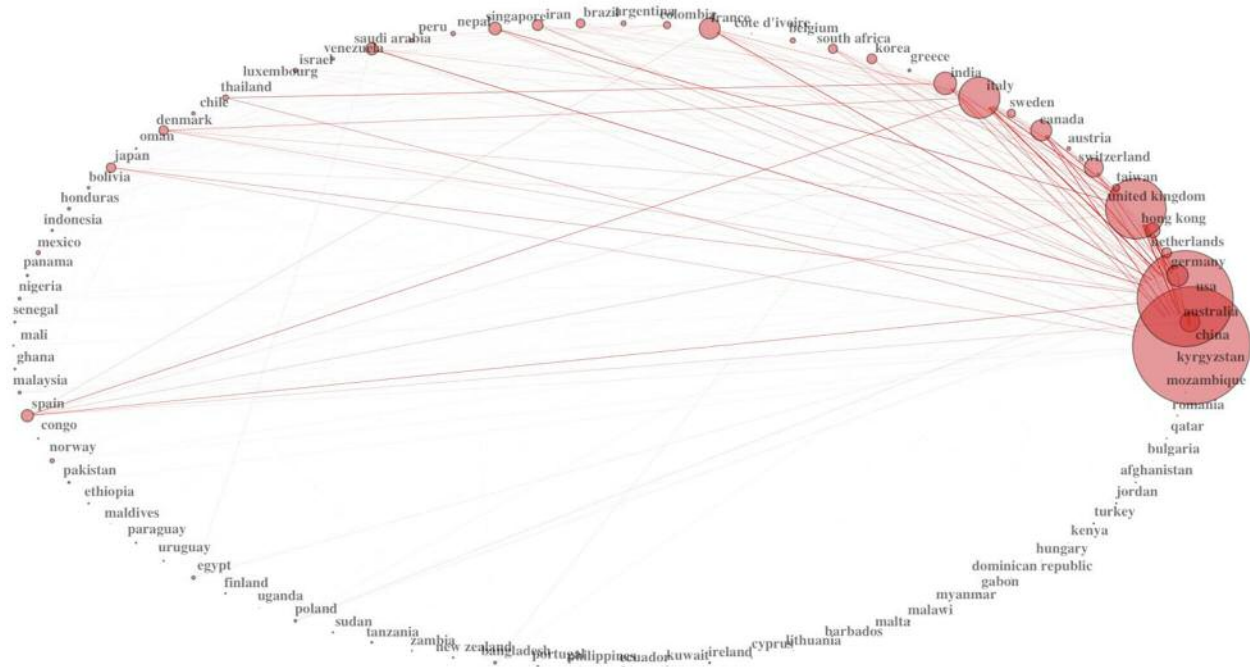 singapore
iran
brazil
argentina
colombia
france
cote d'ivoire
nepal
peru
belgium
saudi arabia
south africa
venezuela
korea
israel
greece
luxembourg
india
thailand
italy
chile
sweden
denmark
canada
oman
austria
japan
switzerland
bolivia
taiwan
honduras
united kingdom
indonesia
hong kong
mexico
netherlands
panama
germany
nigeria
usa
senegal
australia
mali
china
ghana
kyrgyzstan
malaysia
mozambique
spain
romania
congo
qatar
norway
bulgaria
pakistan
afghanistan
ethiopia
jordan
maldives
turkey
paraguay
kenya
uruguay
hungary
egypt
dominican republic
finland
gabon
uganda
myanmar
poland
malawi
sudan
malta
tanzania
barbados
zambia
lithuania
new zealand
cyprus
bangladesh
ireland
portugal
kuwait
philippines
ecuador